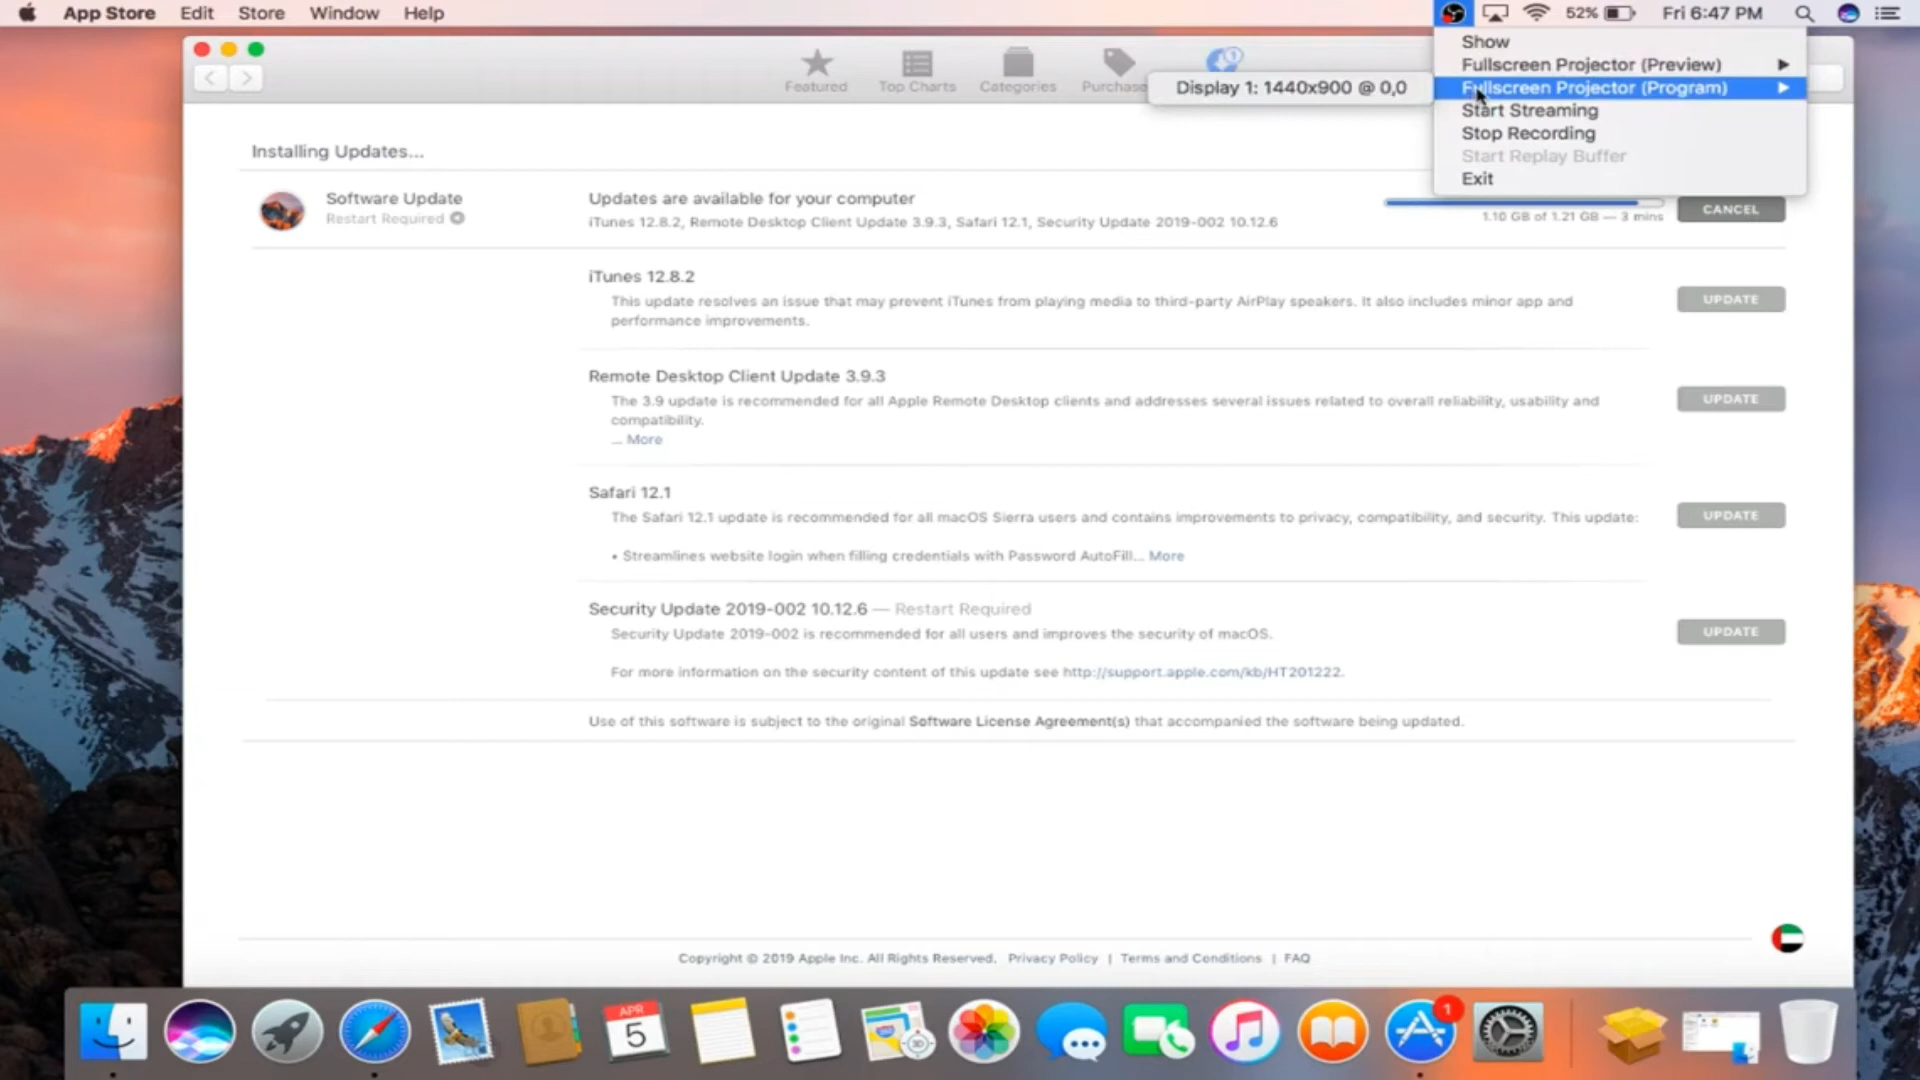 App Store Edit Store Window Help 52% Fri 6:47 PM
Show
Fullscreen Projector (Preview)
Fullscreen Projector (Program)
Start Streaming
Stop Recording
Start Replay Buffer
Exit
Display 1: 1440x900 @ 0,0
Featured Top Charts Categories Purchase
1
Installing Updates...
Software Update
Restart Required
Updates are available for your computer
iTunes 12.8.2, Remote Desktop Client Update 3.9.3, Safari 12.1, Security Update 2019-002 10.12.6
1.10 GB of 1.21 GB — 3 mins
CANCEL
iTunes 12.8.2
This update resolves an issue that may prevent iTunes from playing media to third-party AirPlay speakers. It also includes minor app and
performance improvements.
UPDATE
Remote Desktop Client Update 3.9.3
The 3.9 update is recommended for all Apple Remote Desktop clients and addresses several issues related to overall reliability, usability and
compatibility.
... More
UPDATE
Safari 12.1
The Safari 12.1 update is recommended for all macOS Sierra users and contains improvements to privacy, compatibility, and security. This update:
• Streamlines website login when filling credentials with Password AutoFill... More
UPDATE
Security Update 2019-002 10.12.6 — Restart Required
Security Update 2019-002 is recommended for all users and improves the security of macOS.
For more information on the security content of this update see http://support.apple.com/kb/HT201222.
UPDATE
Use of this software is subject to the original Software License Agreement(s) that accompanied the software being updated.
Copyright © 2019 Apple Inc. All Rights Reserved. Privacy Policy | Terms and Conditions | FAQ
APR
5
3D
1